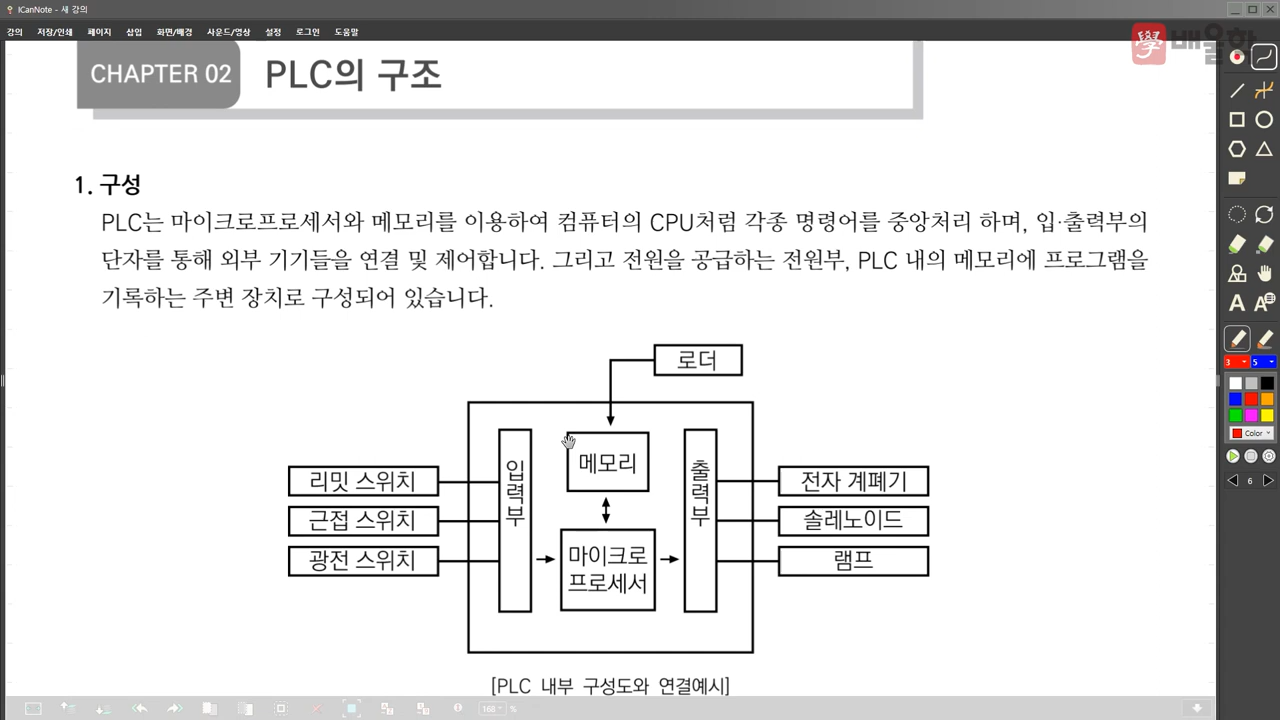 ICanNote - 새 강의
강의 저장/인쇄 페이지 삽입 화면/배경 사운드/영상 설정 로그인 도움말
CHAPTER 02 PLC의 구조
學 배울학
1. 구성
PLC는 마이크로프로세서와 메모리를 이용하여 컴퓨터의 CPU처럼 각종 명령어를 중앙처리 하며, 입·출력부의
단자를 통해 외부 기기들을 연결 및 제어합니다. 그리고 전원을 공급하는 전원부, PLC 내의 메모리에 프로그램을
기록하는 주변 장치로 구성되어 있습니다.
로더
입력부
메모리
출력부
리밋 스위치
전자 계폐기
근접 스위치
솔레노이드
광전 스위치
마이크로
프로세서
램프
[PLC 내부 구성도와 연결예시]
3 5
Color
6
168 %